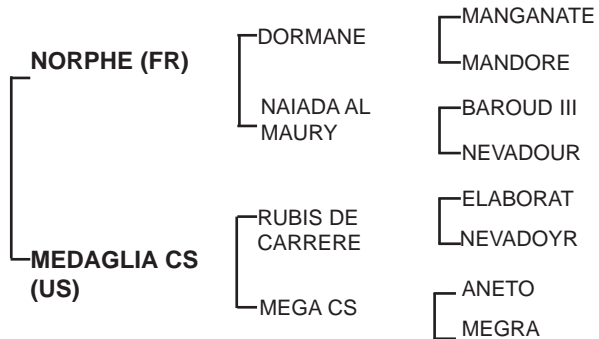 MANGANATE
DORMANE
NORPHE (FR)
MANDORE
NAIADA AL
MAURY
BAROUD III
NEVADOUR
ELABORAT
RUBIS DE
CARRERE
NEVADOYR
MEDAGLIA CS
(US)
ANETO
MEGA CS
MEGRA